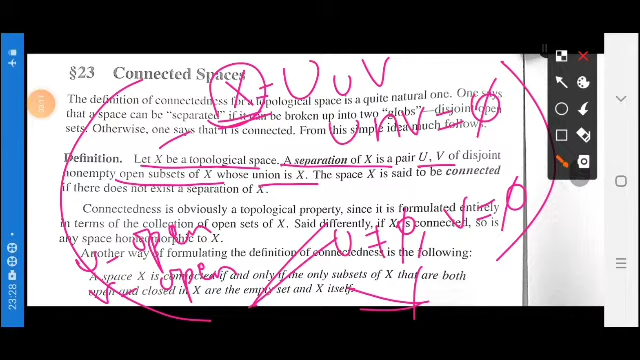 §23 Connected Spaces
X = U ∪ V
The definition of connectedness for a topological space is a quite natural one. One says
that a space can be "separated" if it can be broken up into two "globs"—disjoint open
sets. Otherwise, one says that it is connected. From this simple idea much follows.
U ∩ V = ϕ
Definition. Let X be a topological space. A separation of X is a pair U, V of disjoint
nonempty open subsets of X whose union is X. The space X is said to be connected
if there does not exist a separation of X.
Connectedness is obviously a topological property, since it is formulated entirely
in terms of the collection of open sets of X. Said differently, if X is connected, so is
any space homeomorphic to X.
U - open
U ≠ ϕ, V = ϕ
V open
Another way of formulating the definition of connectedness is the following:
A space X is connected if and only if the only subsets of X that are both
open and closed in X are the empty set and X itself.
20:11
23:28